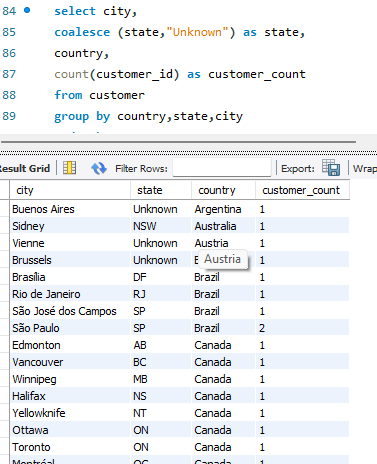 84 select city,
85 coalesce (state,"Unknown") as state,
86 country,
87 count(customer_id) as customer_count
88 from customer
89 group by country,state,city
Result Grid Filter Rows: Export: Wrap
city state country customer_count
Buenos Aires Unknown Argentina 1
Sidney NSW Australia 1
Vienne Unknown Austria 1
Brussels Unknown Austria 1
Brasília DF Brazil 1
Rio de Janeiro RJ Brazil 1
São José dos Campos SP Brazil 1
São Paulo SP Brazil 2
Edmonton AB Canada 1
Vancouver BC Canada 1
Winnipeg MB Canada 1
Halifax NS Canada 1
Yellowknife NT Canada 1
Ottawa ON Canada 1
Toronto ON Canada 1
Montréal QC Canada 1